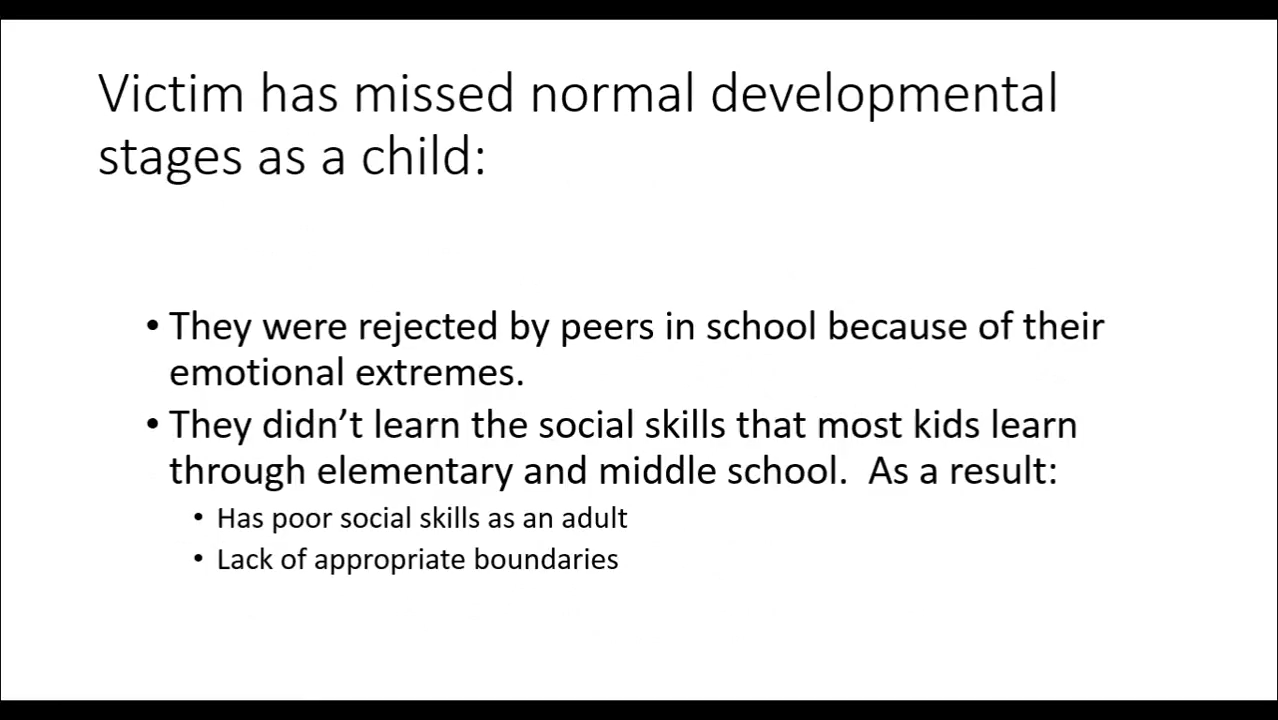 Victim has missed normal developmental
stages as a child:
• They were rejected by peers in school because of their
emotional extremes.
• They didn’t learn the social skills that most kids learn
through elementary and middle school.  As a result:
• Has poor social skills as an adult
• Lack of appropriate boundaries